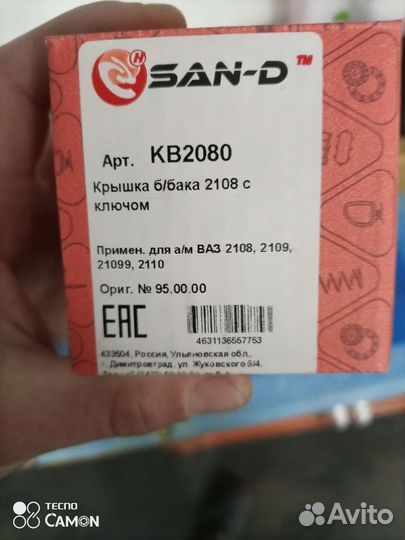 H
SAN-D™
Арт. KB2080
Крышка б/бака 2108 с
ключом
Примен. для а/м ВАЗ 2108, 2109,
21099, 2110
Ориг. № 95.00.00
EAC
4631136557753
433504, Россия, Ульяновская обл.,
г. Димитровград, ул. Жуковского 5/4.
TECNO
CAMON
Avito